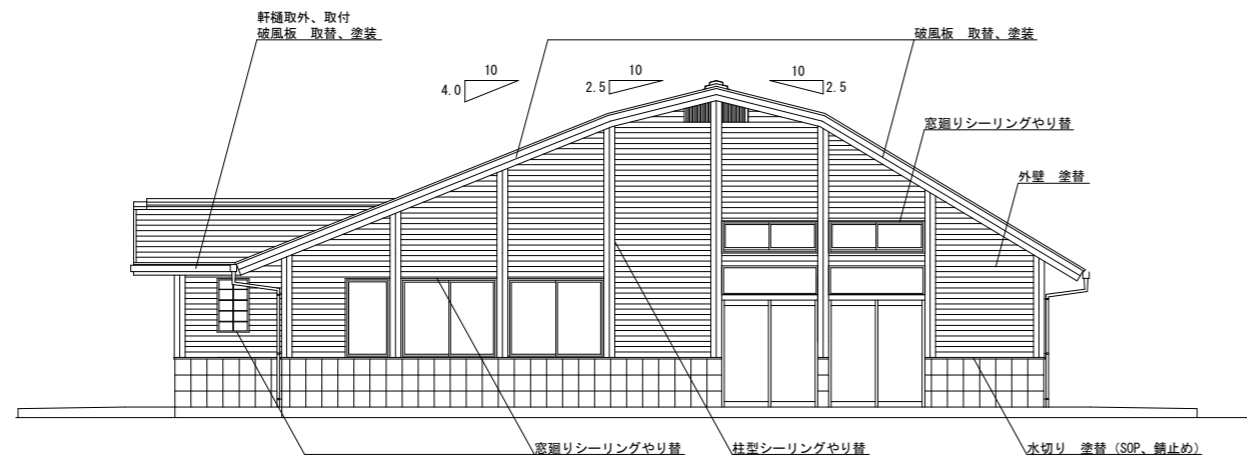 軒樋取外、取付
破風板　取替、塗装
破風板　取替、塗装
10
4.0
10
2.5
10
2.5
窓廻りシーリングやり替
外壁　塗替
窓廻りシーリングやり替
柱型シーリングやり替
水切り　塗替（SOP、錆止め）